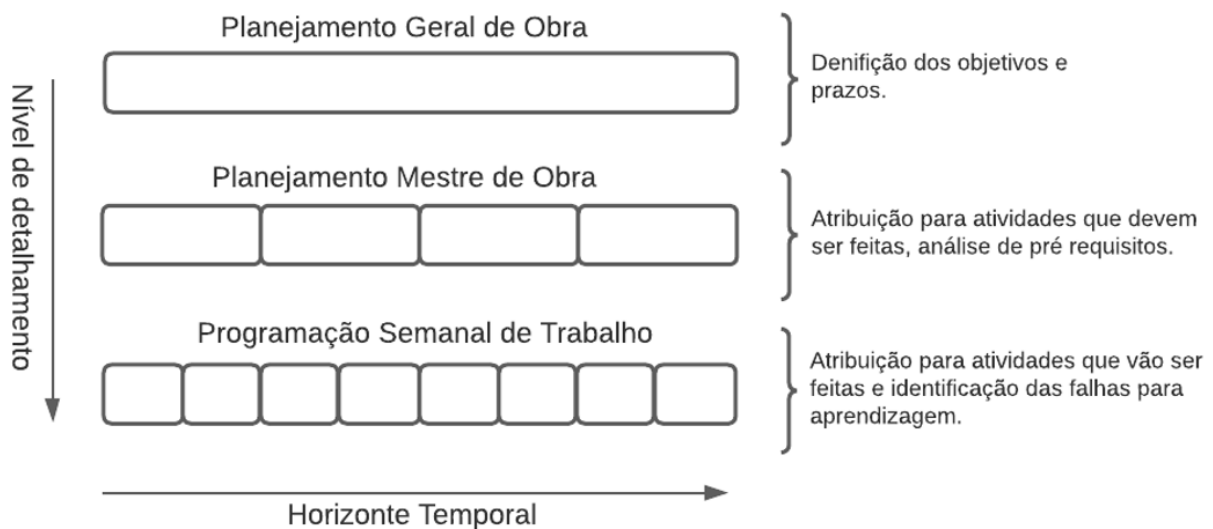 Planejamento Geral de Obra
Denifição dos objetivos e
prazos.
Nível de detalhamento
Planejamento Mestre de Obra
Atribuição para atividades que devem
ser feitas, análise de pré requisitos.
Programação Semanal de Trabalho
Atribuição para atividades que vão ser
feitas e identificação das falhas para
aprendizagem.
Horizonte Temporal